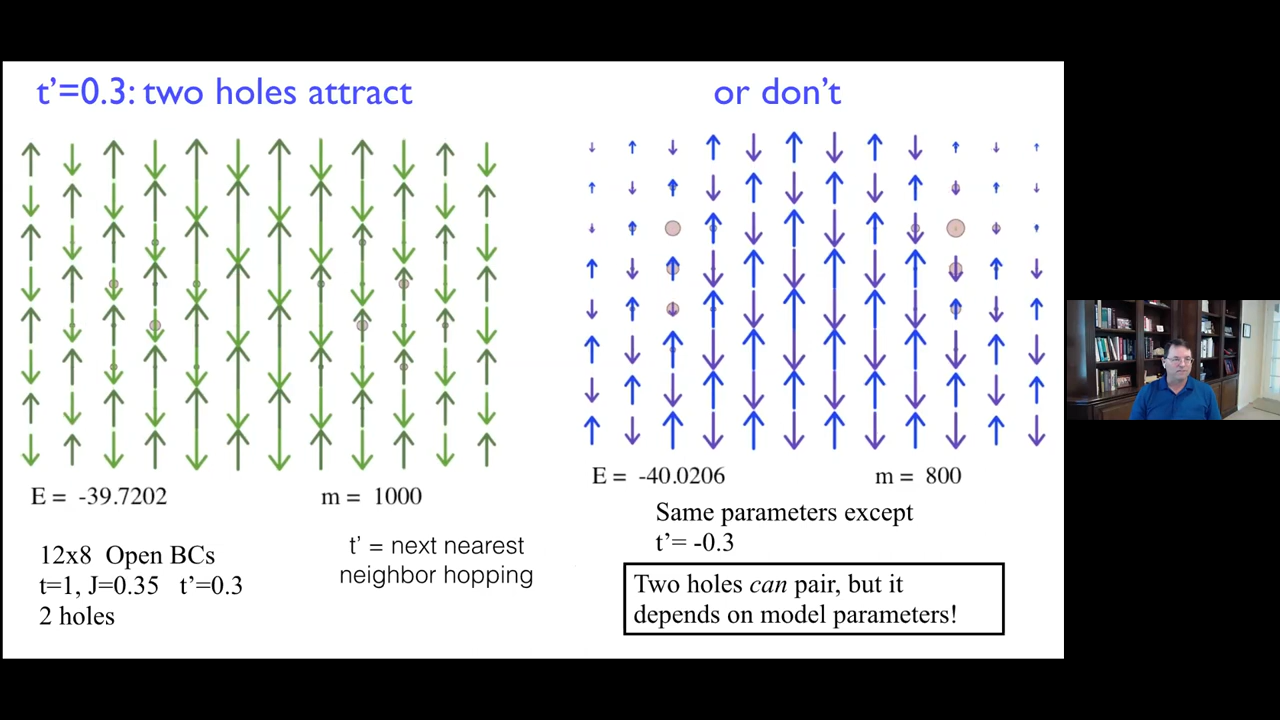 t’=0.3: two holes attract
or don’t
E = -39.7202
m = 1000
12x8 Open BCs
t=1, J=0.35 t’=0.3
2 holes
t’ = next nearest
neighbor hopping
E = -40.0206
m = 800
Same parameters except
t’= -0.3
Two holes can pair, but it
depends on model parameters!